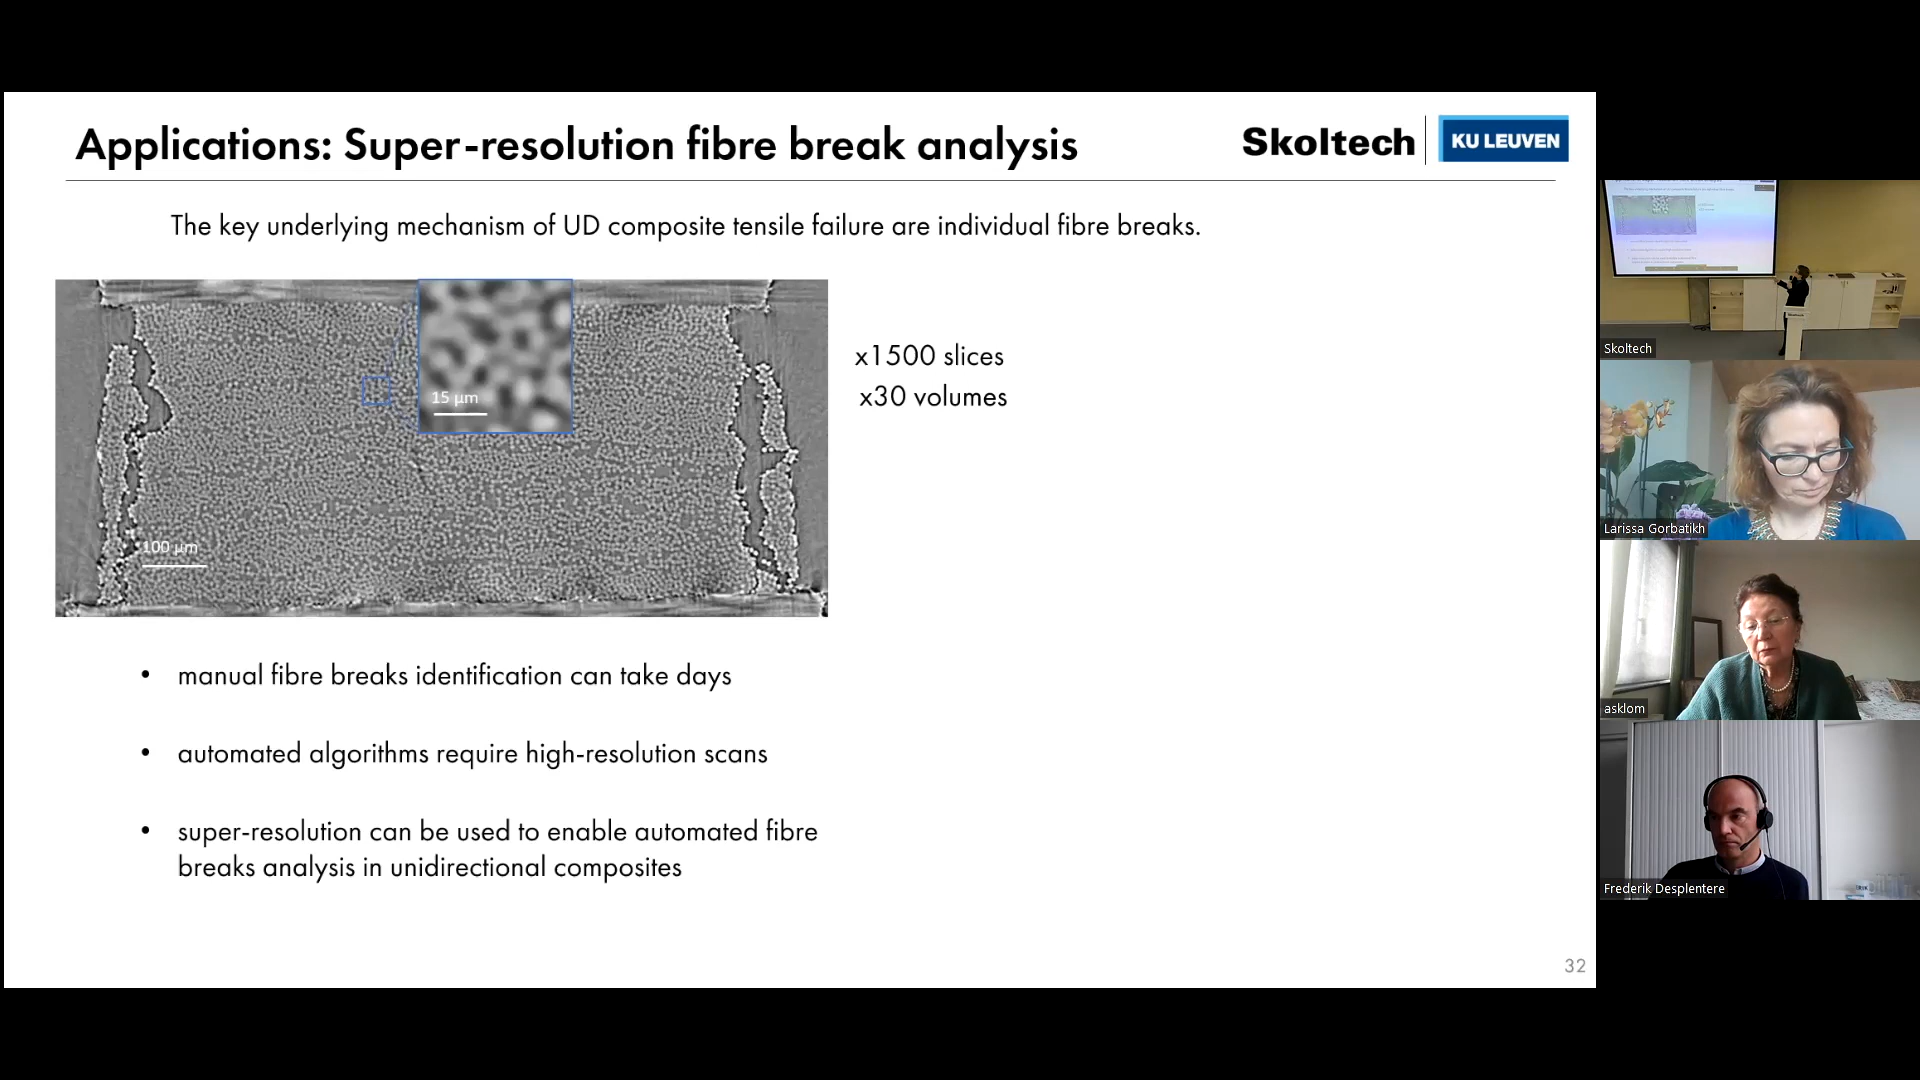 Applications: Super-resolution fibre break analysis
Skoltech
KU LEUVEN
The key underlying mechanism of UD composite tensile failure are individual fibre breaks.
15 µm
100 µm
x1500 slices
x30 volumes
• manual fibre breaks identification can take days
• automated algorithms require high-resolution scans
• super-resolution can be used to enable automated fibre
breaks analysis in unidirectional composites
32
Skoltech
Skoltech
Larissa Gorbatikh
asklom
Frederik Desplentere